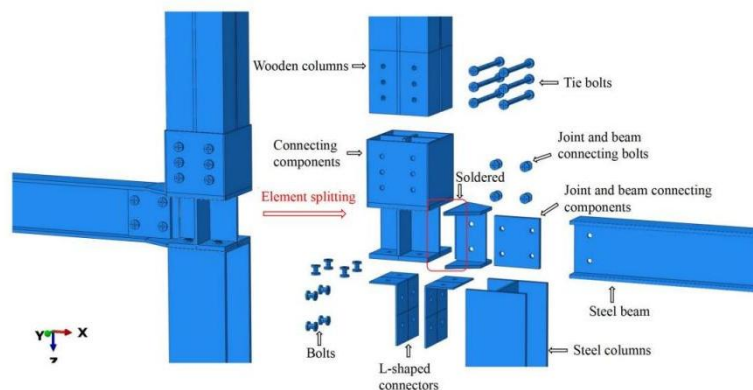 Wooden columns
Tie bolts
Connecting
components
Joint and beam
connecting bolts
Soldered
Element splitting
Joint and beam connecting
components
Steel beam
Y
X
Z
Bolts
L-shaped
connectors
Steel columns